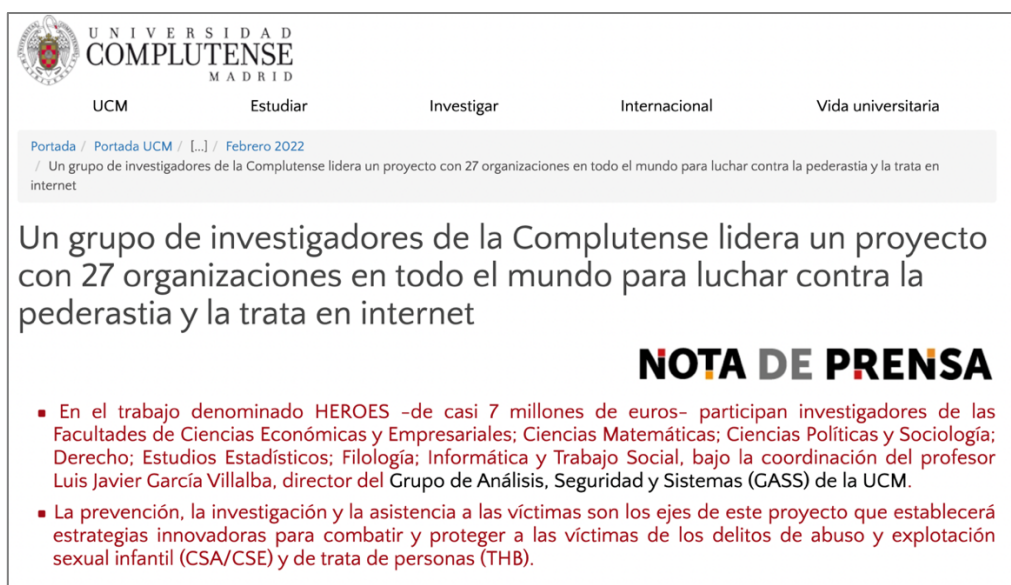 UNIVERSIDAD
COMPLUTENSE
MADRID
UCM Estudiar Investigar Internacional Vida universitaria
Portada / Portada UCM / [...] / Febrero 2022
/ Un grupo de investigadores de la Complutense lidera un proyecto con 27 organizaciones en todo el mundo para luchar contra la pederastia y la trata en
internet
Un grupo de investigadores de la Complutense lidera un proyecto
con 27 organizaciones en todo el mundo para luchar contra la
pederastia y la trata en internet
NOTA DE PRENSA
▪ En el trabajo denominado HEROES –de casi 7 millones de euros– participan investigadores de las
Facultades de Ciencias Económicas y Empresariales; Ciencias Matemáticas; Ciencias Políticas y Sociología;
Derecho; Estudios Estadísticos; Filología; Informática y Trabajo Social, bajo la coordinación del profesor
Luis Javier García Villalba, director del Grupo de Análisis, Seguridad y Sistemas (GASS) de la UCM.
▪ La prevención, la investigación y la asistencia a las víctimas son los ejes de este proyecto que establecerá
estrategias innovadoras para combatir y proteger a las víctimas de los delitos de abuso y explotación
sexual infantil (CSA/CSE) y de trata de personas (THB).